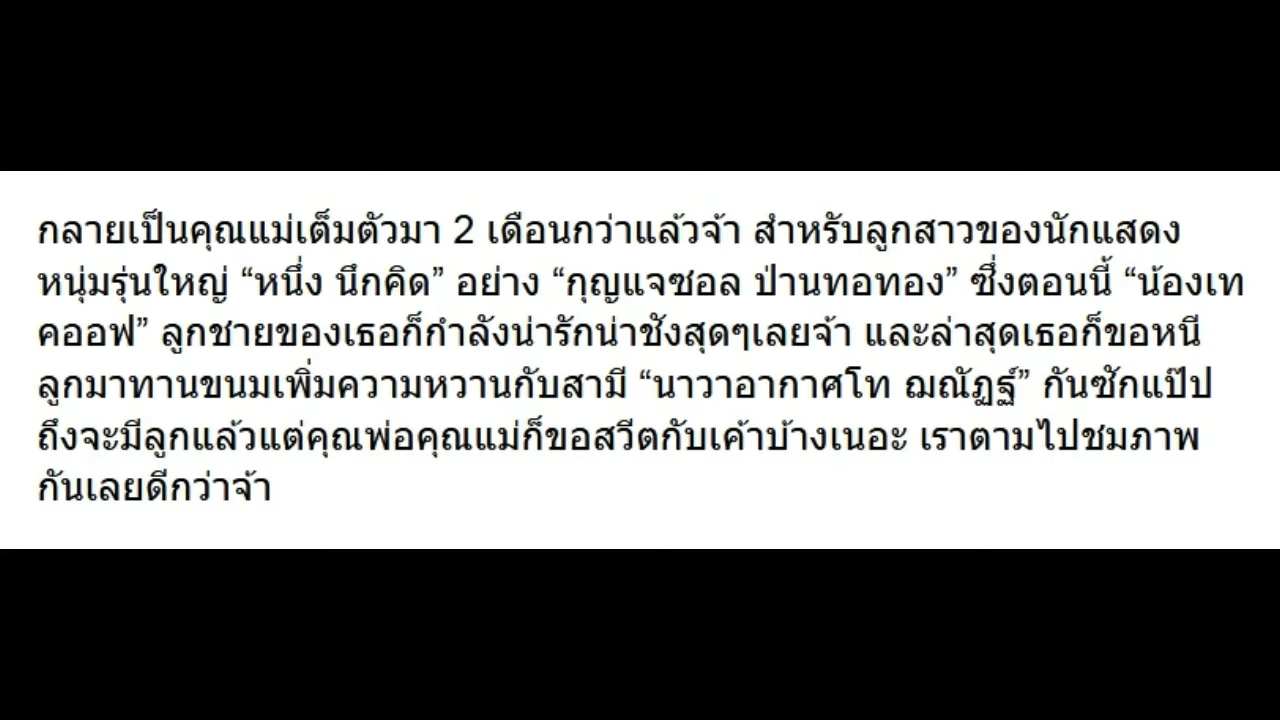 กลายเป็นคุณแม่เต็มตัวมา 2 เดือนกว่าแล้วจ้า สำหรับลูกสาวของนักแสดง
หนุ่มรุ่นใหญ่ “หนึ่ง นึกคิด” อย่าง “กุญแจซอล ป่านทอทอง” ซึ่งตอนนี้ “น้องเท
คออฟ” ลูกชายของเธอก็กำลังน่ารักน่าชังสุดๆเลยจ้า และล่าสุดเธอก็ขอหนี
ลูกมาทานขนมเพิ่มความหวานกับสามี “นาวาอากาศโท ฌณัฏฐ์” กันซักแป๊ป
ถึงจะมีลูกแล้วแต่คุณพ่อคุณแม่ก็ขอสวีตกับเค้าบ้างเนอะ เราตามไปชมภาพ
กันเลยดีกว่าจ้า